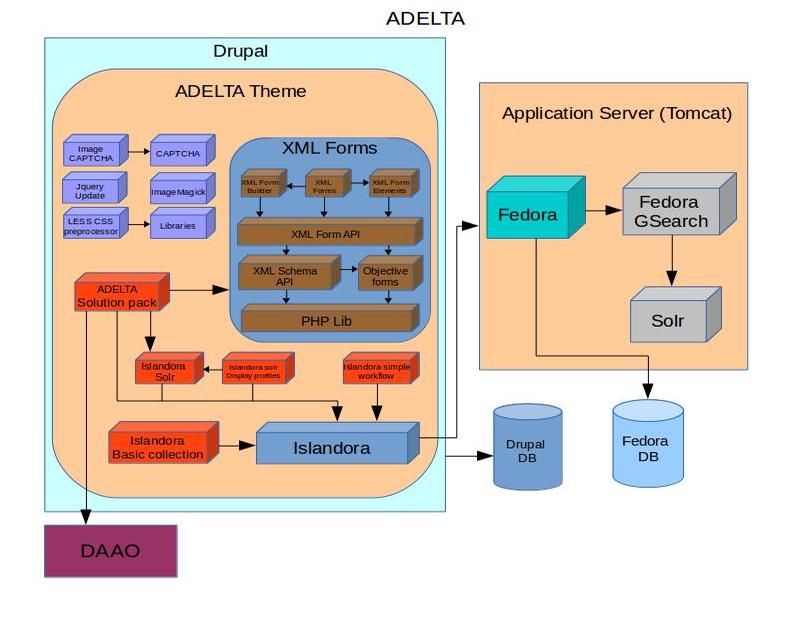 ADELTA
Drupal
ADELTA Theme
Image
CAPTCHA
CAPTCHA
Jquery
Update
ImageMagick
LESS CSS
preprocessor
Libraries
XML Forms
XML Form
Builder
XML
Forms
XML Form
Elements
XML Form API
XML Schema
API
Objective
forms
PHP Lib
ADELTA
Solution pack
Islandora
Solr
Islandora solr
Display profiles
Islandora simple
workflow
Islandora
Basic collection
Islandora
DAAO
Application Server (Tomcat)
Fedora
Fedora
GSearch
Solr
Drupal
DB
Fedora
DB